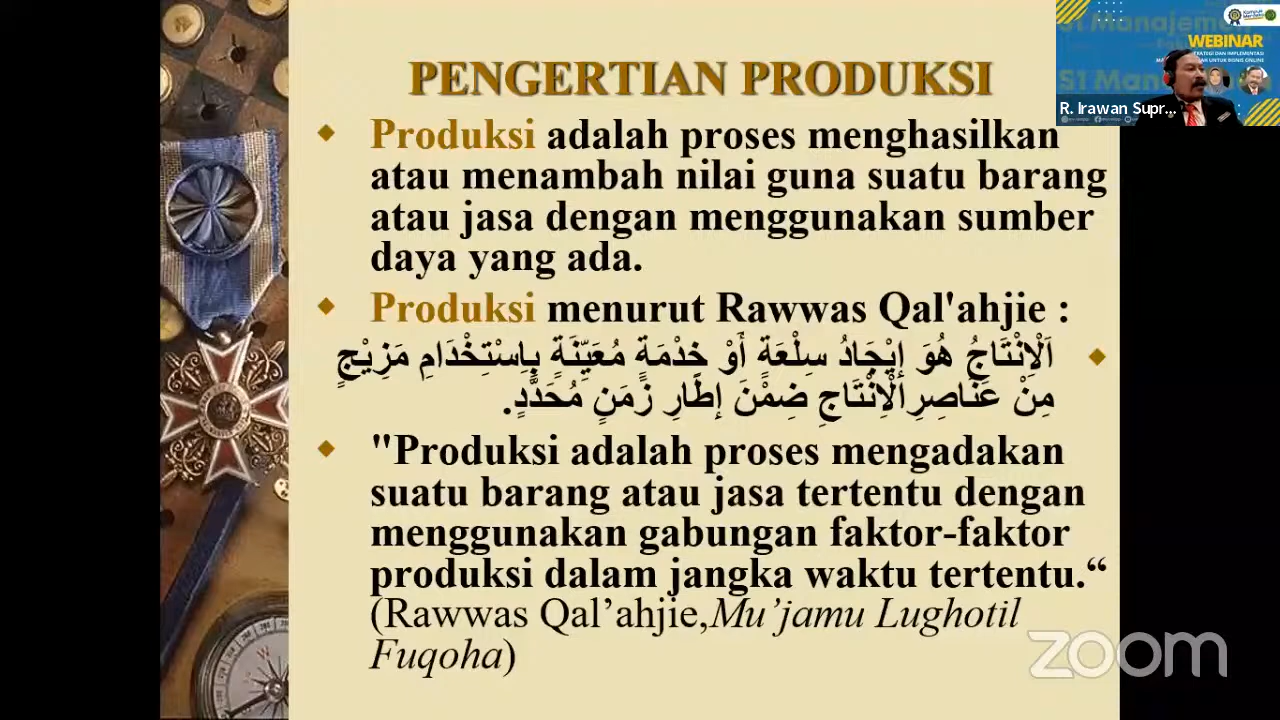 PENGERTIAN PRODUKSI
Produksi adalah proses menghasilkan
atau menambah nilai guna suatu barang
atau jasa dengan menggunakan sumber
daya yang ada.
Produksi menurut Rawwas Qal'ahjie :
اَلْاِنْتَاجُ هُوَ إِيْجَادُ سِلْعَةٍ أَوْ خِدْمَةٍ مُعَيِّنَةٍ بِاِسْتِخْدَامِ مَزِيْجٍ
مِنْ عَنَاصِرِالْاِنْتَاجِ ضِمْنَ إِطَارِ زَمَنٍ مُحَدَّدٍ.
"Produksi adalah proses mengadakan
suatu barang atau jasa tertentu dengan
menggunakan gabungan faktor-faktor
produksi dalam jangka waktu tertentu.“
(Rawwas Qal’ahjie,Mu’jamu Lughotil
Fuqoha)
S1 Manajemen
WEBINAR
R. Irawan Supr...
zoom